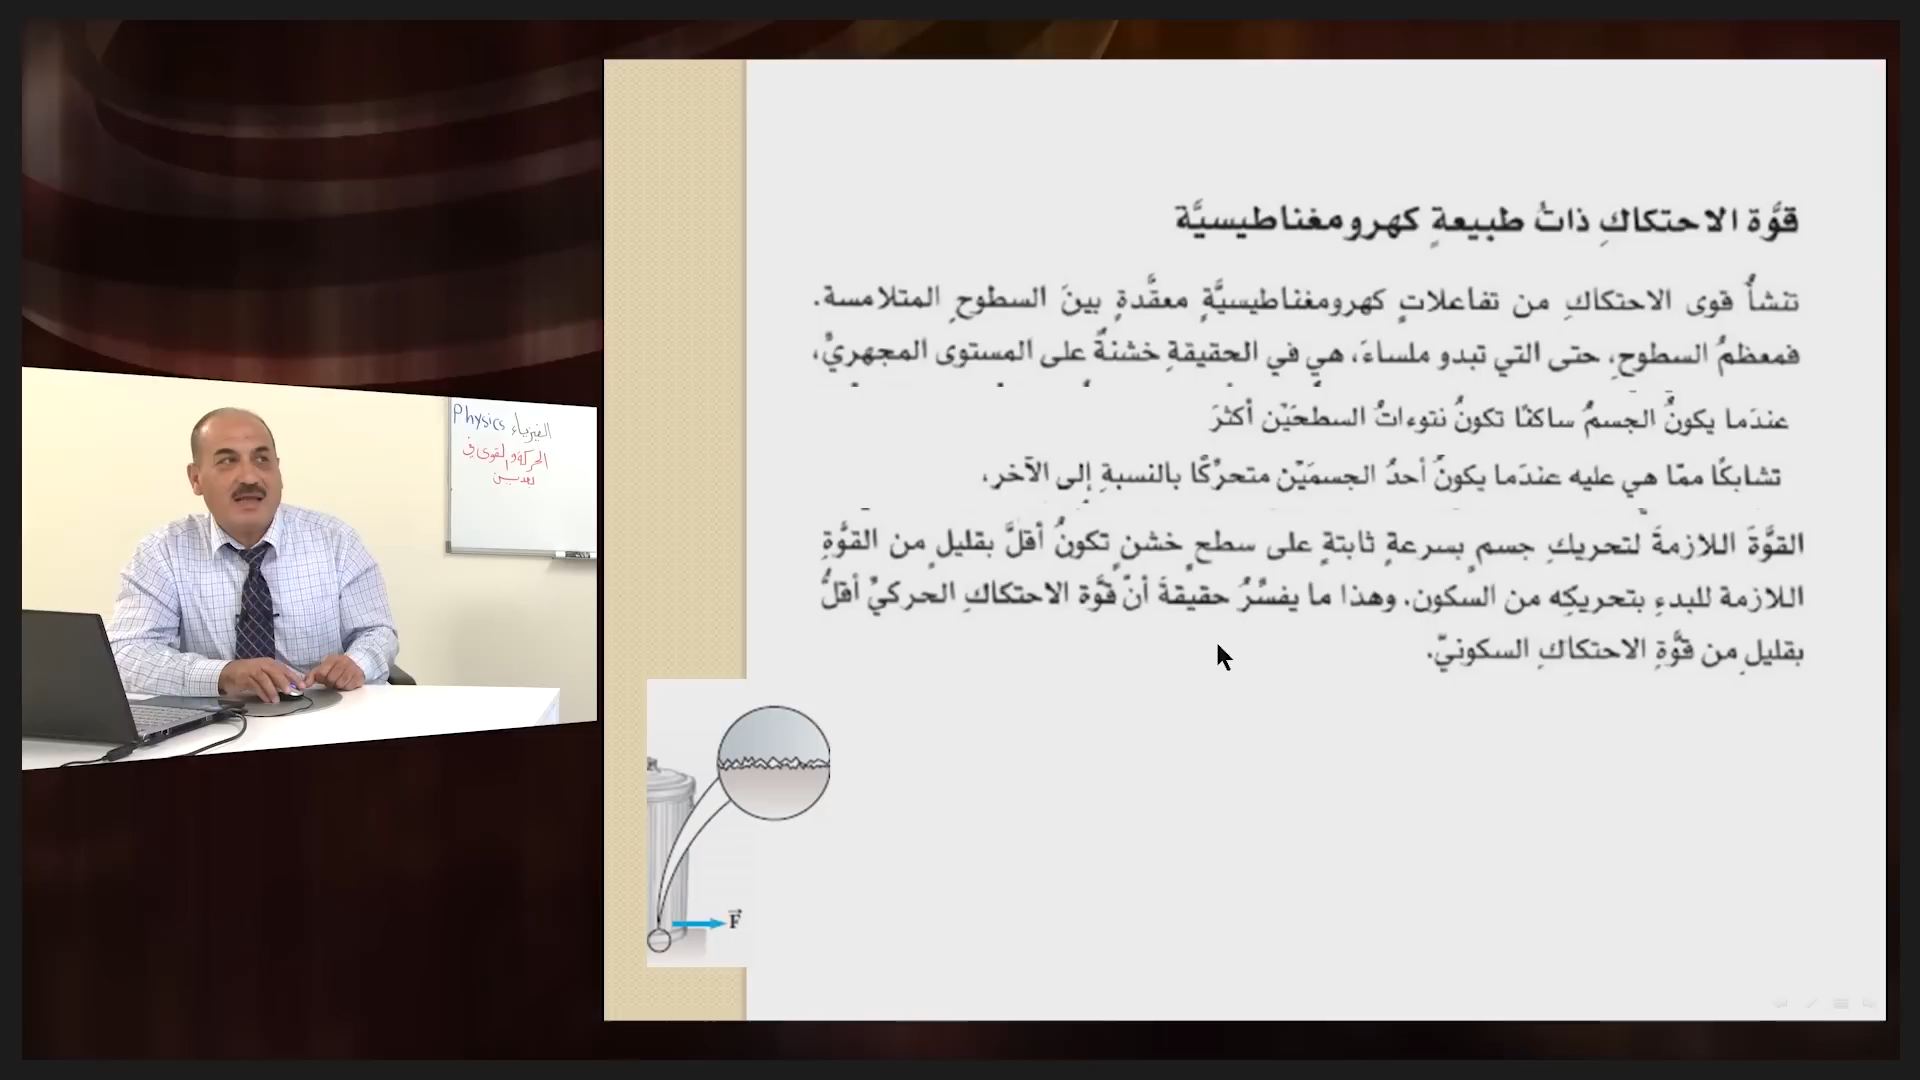 قوَّة الاحتكاكِ ذاتُ طبيعةٍ كهرومغناطيسيَّة
تنشأُ قوى الاحتكاكِ من تفاعلاتٍ كهرومغناطيسيَّةٍ معقَّدةٍ بينَ السطوحِ المتلامسة.
فمعظمُ السطوحِ، حتى التي تبدو ملساءَ، هي في الحقيقةِ خشنةٌ على المستوى المجهريِّ،
عندَما يكونُ الجسمُ ساكنًا تكونُ نتوءاتُ السطحَيْن أكثرَ
تشابكًا ممّا هي عليه عندَما يكونُ أحدُ الجسمَيْن متحرِّكًا بالنسبةِ إلى الآخر،
القوَّةَ اللازمةَ لتحريكِ جسمٍ بسرعةٍ ثابتةٍ على سطحٍ خشنٍ تكونُ أقلَّ بقليلٍ من القوَّةِ
اللازمة للبدءِ بتحريكِه من السكون. وهذا ما يفسِّرُ حقيقةَ أنّ قوَّة الاحتكاكِ الحركيِّ أقلُّ
بقليلٍ من قوَّةِ الاحتكاكِ السكونيّ.
F
الفيزياء Physics
الحركة والقوى في
بعدين